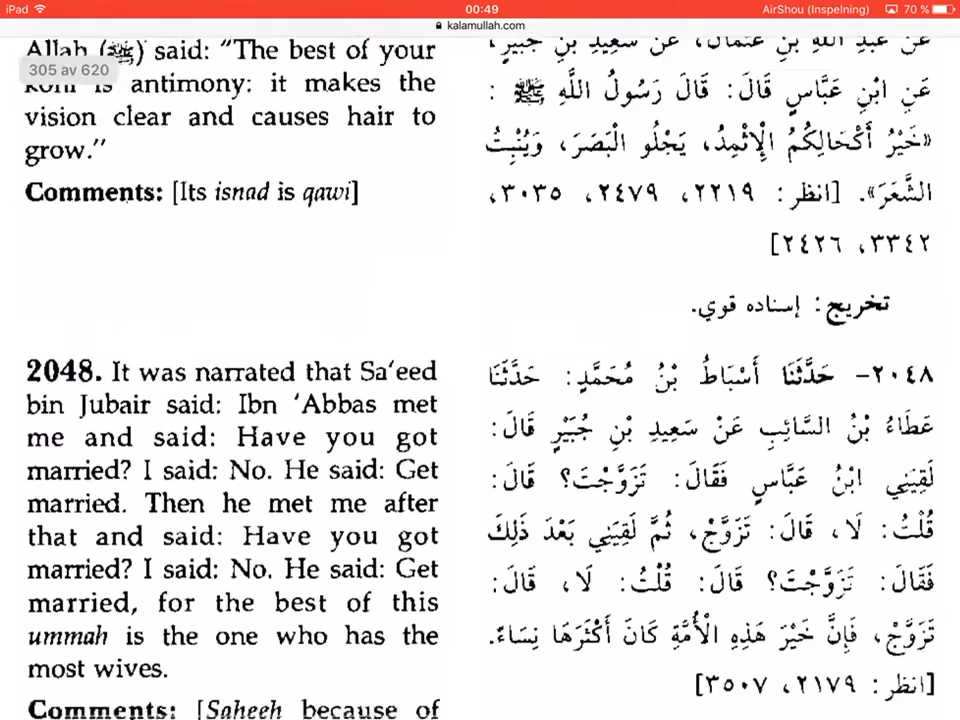 iPad
00:49
AirShou (Inspelning)
70 %
kalamullah.com
305 av 620
Allah (ﷺ) said: "The best of your
kohl is antimony: it makes the
vision clear and causes hair to
grow."
Comments: [Its isnad is qawi]
2048. It was narrated that Sa'eed
bin Jubair said: Ibn 'Abbas met
me and said: Have you got
married? I said: No. He said: Get
married. Then he met me after
that and said: Have you got
married? I said: No. He said: Get
married, for the best of this
ummah is the one who has the
most wives.
Comments: [Saheeh because of
عَنْ عَبْدِ اللَّهِ بْنِ عُثْمَانَ، عَنْ سَعِيدِ بْنِ جُبَيْرٍ،
عَنِ ابْنِ عَبَّاسٍ قَالَ: قَالَ رَسُولُ اللَّهِ ﷺ :
«خَيْرُ أَكْحَالِكُمُ الْإِثْمِدُ، يَجْلُو الْبَصَرَ، وَيُنْبِتُ
الشَّعَرَ». [انظر: ٢٢١٩، ٢٤٧٩، ٣٠٣٥،
٣٣٤٢، ٢٤٢٦]
تخريج: إسناده قوي.
٢٠٤٨- حَدَّثَنَا أَسْبَاطُ بْنُ مُحَمَّدٍ: حَدَّثَنَا
عَطَاءُ بْنُ السَّائِبِ عَنْ سَعِيدِ بْنِ جُبَيْرٍ قَالَ:
لَقِيَنِي ابْنُ عَبَّاسٍ فَقَالَ: تَزَوَّجْتَ؟ قَالَ:
قُلْتُ: لَا، قَالَ: تَزَوَّجْ، ثُمَّ لَقِيَنِي بَعْدَ ذَلِكَ
فَقَالَ: تَزَوَّجْتَ؟ قَالَ: قُلْتُ: لَا، قَالَ:
تَزَوَّجْ، فَإِنَّ خَيْرَ هَذِهِ الْأُمَّةِ كَانَ أَكْثَرَهَا نِسَاءً.
[انظر: ٢١٧٩، ٣٥٠٧]